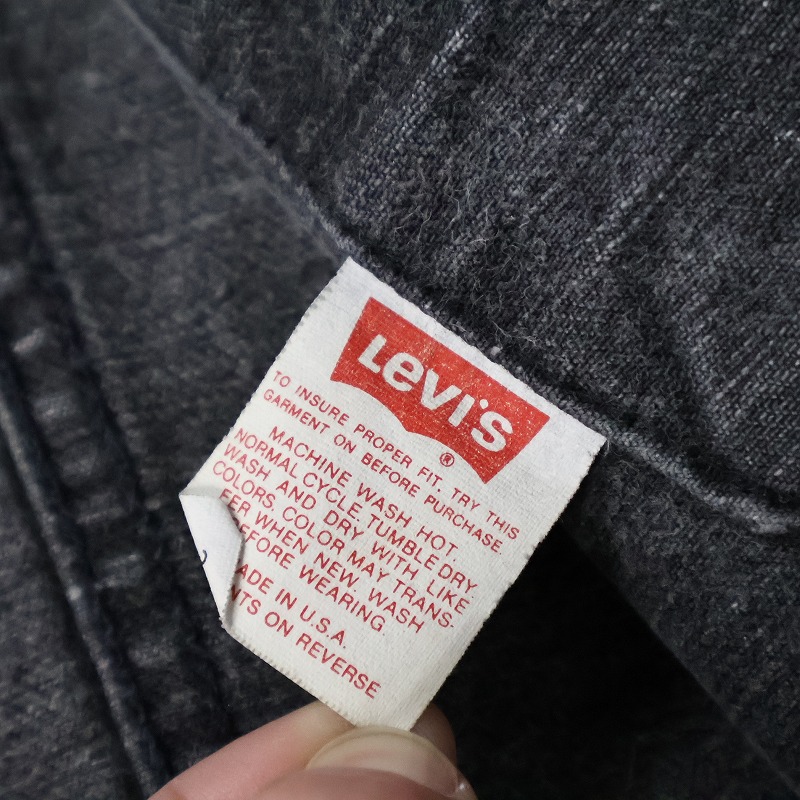 LEVI'S
®
TO INSURE PROPER FIT, TRY THIS
GARMENT ON BEFORE PURCHASE.
MACHINE WASH HOT
NORMAL CYCLE. TUMBLE DRY
WASH AND DRY WITH LIKE
COLORS. COLOR MAY TRANS-
FER WHEN NEW. WASH
BEFORE WEARING.
ADE IN U.S.A.
NTS ON REVERSE